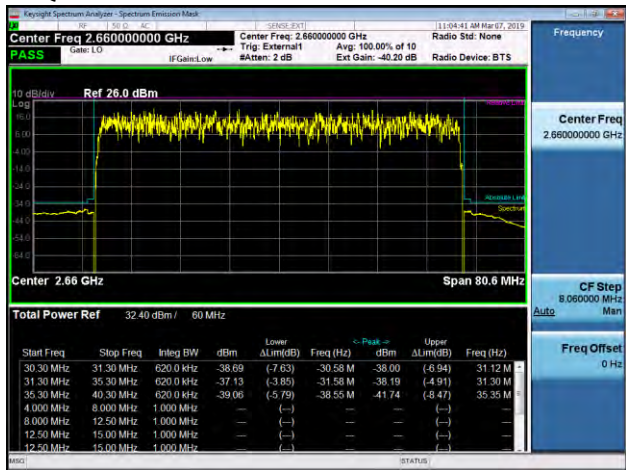 Keysight Spectrum Analyzer - Spectrum Emission Mask
RF 50 Ω AC SENSE:EXT 11:04:41 AM Mar 07, 2019
Center Freq 2.660000000 GHz
Center Freq: 2.660000000 GHz
Radio Std: None
Frequency
PASS
Gate: LO
IFGain:Low
Trig: External1
Avg: 100.00% of 10
#Atten: 2 dB
Ext Gain: -40.20 dB
Radio Device: BTS
10 dB/div Ref 26.0 dBm
Log
16.0
6.00
-4.00
-14.0
-24.0
-34.0
-44.0
-54.0
-64.0
Absolute Limit
Spectrum
Center Freq
2.660000000 GHz
Center 2.66 GHz
Span 80.6 MHz
CF Step
8.060000 MHz
Auto Man
Total Power Ref 32.40 dBm / 60 MHz
Freq Offset
0 Hz
Lower <- Peak -> Upper
Start Freq Stop Freq Integ BW dBm ΔLim(dB) Freq (Hz) dBm ΔLim(dB) Freq (Hz)
30.30 MHz 31.30 MHz 620.0 kHz -38.69 (-7.63) -30.58 M -38.00 (-6.94) 31.12 M
31.30 MHz 35.30 MHz 620.0 kHz -37.13 (-3.85) -31.58 M -38.19 (-4.91) 31.30 M
35.30 MHz 40.30 MHz 620.0 kHz -39.06 (-5.79) -38.55 M -41.74 (-8.47) 35.35 M
4.000 MHz 8.000 MHz 1.000 MHz --- (---) --- --- (---) ---
8.000 MHz 12.50 MHz 1.000 MHz --- (---) --- --- (---) ---
12.50 MHz 15.00 MHz 1.000 MHz --- (---) --- --- (---) ---
12.50 MHz 15.00 MHz 1.000 MHz --- (---) --- --- (---) ---
MSG STATUS